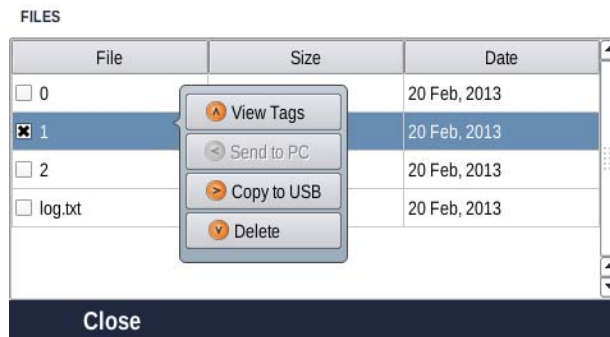 FILES
File Size Date
0 20 Feb, 2013
View Tags
1 20 Feb, 2013
Send to PC
2 20 Feb, 2013
Copy to USB
log.txt 20 Feb, 2013
Delete
Close